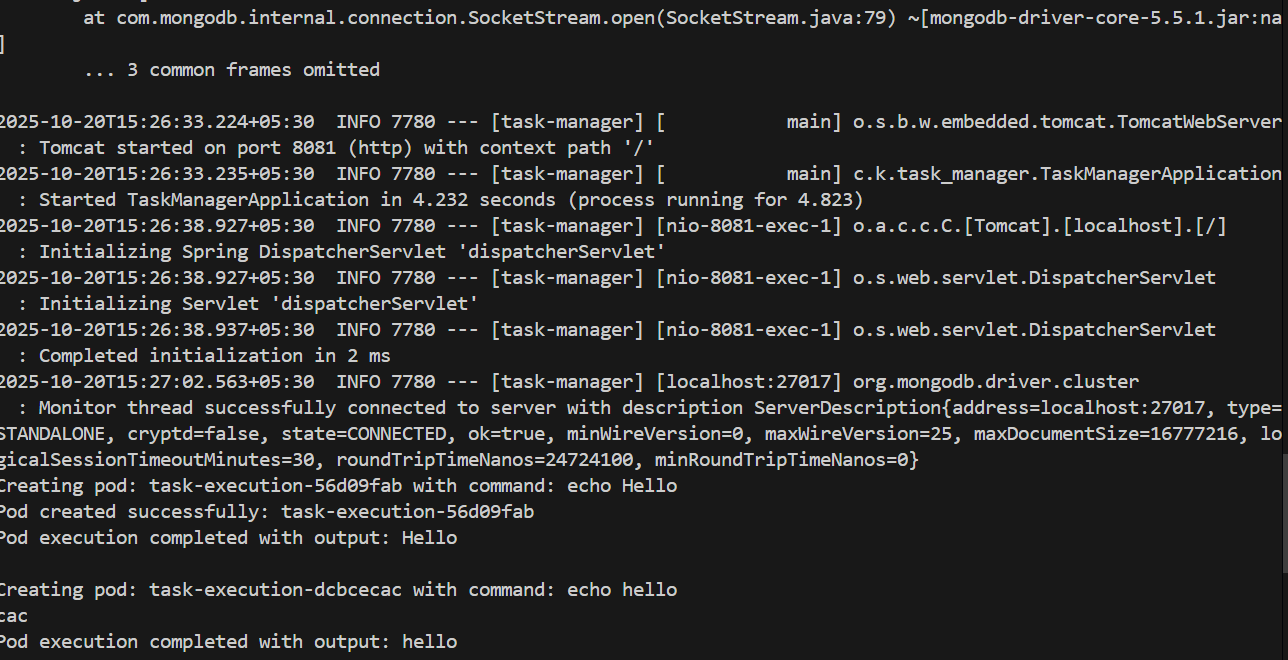 at com.mongodb.internal.connection.SocketStream.open(SocketStream.java:79) ~[mongodb-driver-core-5.5.1.jar:na
]
... 3 common frames omitted
2025-10-20T15:26:33.224+05:30  INFO 7780 --- [task-manager] [           main] o.s.b.w.embedded.tomcat.TomcatWebServer
: Tomcat started on port 8081 (http) with context path '/'
2025-10-20T15:26:33.235+05:30  INFO 7780 --- [task-manager] [           main] c.k.task_manager.TaskManagerApplication
: Started TaskManagerApplication in 4.232 seconds (process running for 4.823)
2025-10-20T15:26:38.927+05:30  INFO 7780 --- [task-manager] [nio-8081-exec-1] o.a.c.c.C.[Tomcat].[localhost].[/]
: Initializing Spring DispatcherServlet 'dispatcherServlet'
2025-10-20T15:26:38.927+05:30  INFO 7780 --- [task-manager] [nio-8081-exec-1] o.s.web.servlet.DispatcherServlet
: Initializing Servlet 'dispatcherServlet'
2025-10-20T15:26:38.937+05:30  INFO 7780 --- [task-manager] [nio-8081-exec-1] o.s.web.servlet.DispatcherServlet
: Completed initialization in 2 ms
2025-10-20T15:27:02.563+05:30  INFO 7780 --- [task-manager] [localhost:27017] org.mongodb.driver.cluster
: Monitor thread successfully connected to server with description ServerDescription{address=localhost:27017, type=
STANDALONE, cryptd=false, state=CONNECTED, ok=true, minWireVersion=0, maxWireVersion=25, maxDocumentSize=16777216, lo
gicalSessionTimeoutMinutes=30, roundTripTimeNanos=24724100, minRoundTripTimeNanos=0}
Creating pod: task-execution-56d09fab with command: echo Hello
Pod created successfully: task-execution-56d09fab
Pod execution completed with output: Hello
Creating pod: task-execution-dcbcecac with command: echo hello
cac
Pod execution completed with output: hello